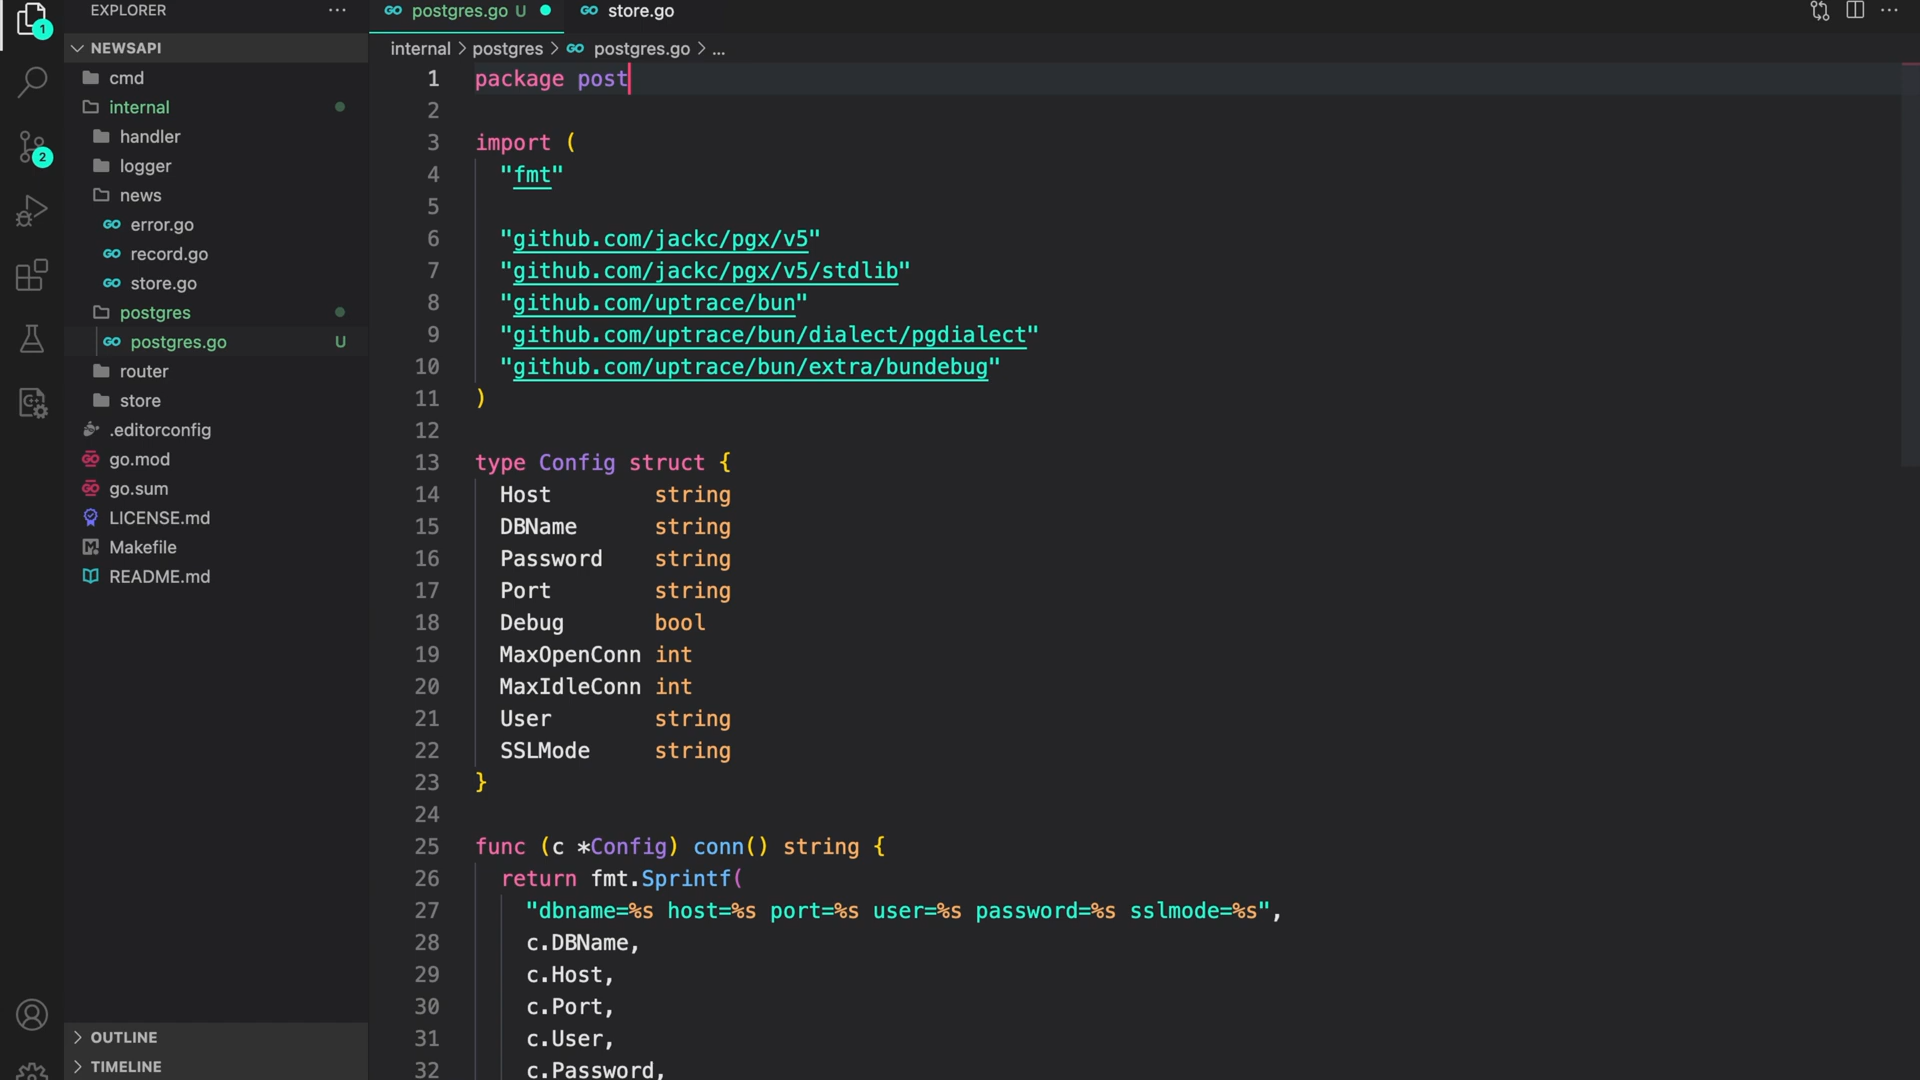 EXPLORER
postgres.go U
store.go
1
NEWSAPI
internal > postgres > postgres.go > ...
cmd
internal
handler
logger
news
error.go
record.go
store.go
postgres
postgres.go U
router
store
.editorconfig
go.mod
go.sum
LICENSE.md
Makefile
README.md
2
OUTLINE
TIMELINE
1 package post
2
3 import (
4 "fmt"
5
6 "github.com/jackc/pgx/v5"
7 "github.com/jackc/pgx/v5/stdlib"
8 "github.com/uptrace/bun"
9 "github.com/uptrace/bun/dialect/pgdialect"
10 "github.com/uptrace/bun/extra/bundebug"
11 )
12
13 type Config struct {
14 Host string
15 DBName string
16 Password string
17 Port string
18 Debug bool
19 MaxOpenConn int
20 MaxIdleConn int
21 User string
22 SSLMode string
23 }
24
25 func (c *Config) conn() string {
26 return fmt.Sprintf(
27 "dbname=%s host=%s port=%s user=%s password=%s sslmode=%s",
28 c.DBName,
29 c.Host,
30 c.Port,
31 c.User,
32 c.Password,